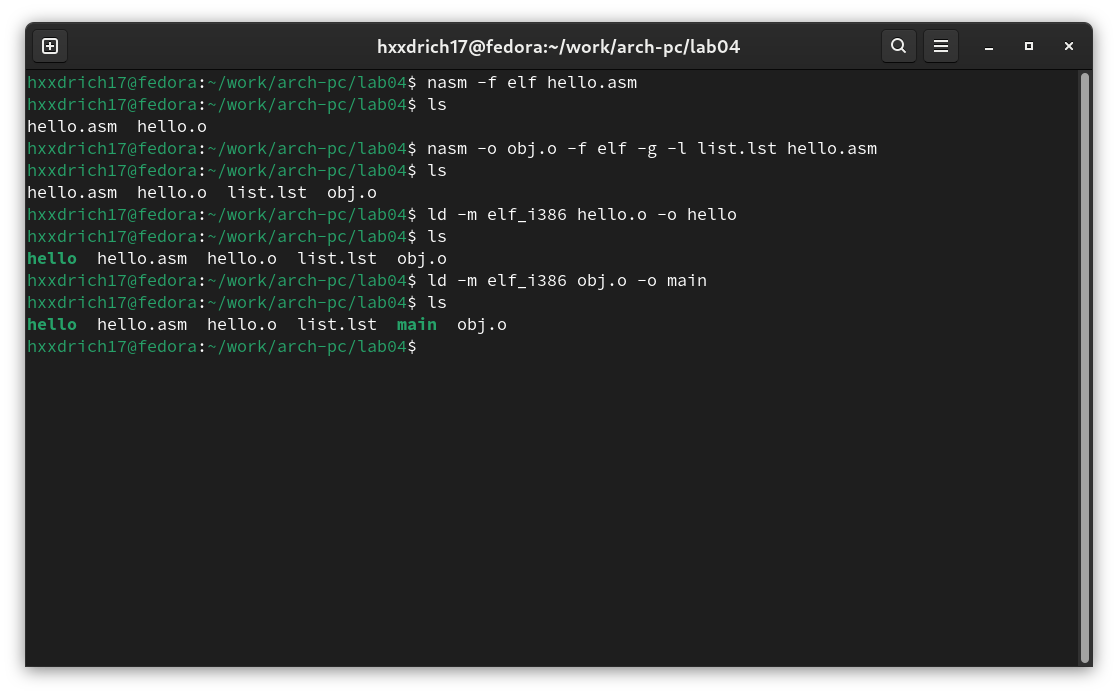 hxxdrich17@fedora:~/work/arch-pc/lab04
hxxdrich17@fedora:~/work/arch-pc/lab04$ nasm -f elf hello.asm
hxxdrich17@fedora:~/work/arch-pc/lab04$ ls
hello.asm  hello.o
hxxdrich17@fedora:~/work/arch-pc/lab04$ nasm -o obj.o -f elf -g -l list.lst hello.asm
hxxdrich17@fedora:~/work/arch-pc/lab04$ ls
hello.asm  hello.o  list.lst  obj.o
hxxdrich17@fedora:~/work/arch-pc/lab04$ ld -m elf_i386 hello.o -o hello
hxxdrich17@fedora:~/work/arch-pc/lab04$ ls
hello  hello.asm  hello.o  list.lst  obj.o
hxxdrich17@fedora:~/work/arch-pc/lab04$ ld -m elf_i386 obj.o -o main
hxxdrich17@fedora:~/work/arch-pc/lab04$ ls
hello  hello.asm  hello.o  list.lst  main  obj.o
hxxdrich17@fedora:~/work/arch-pc/lab04$